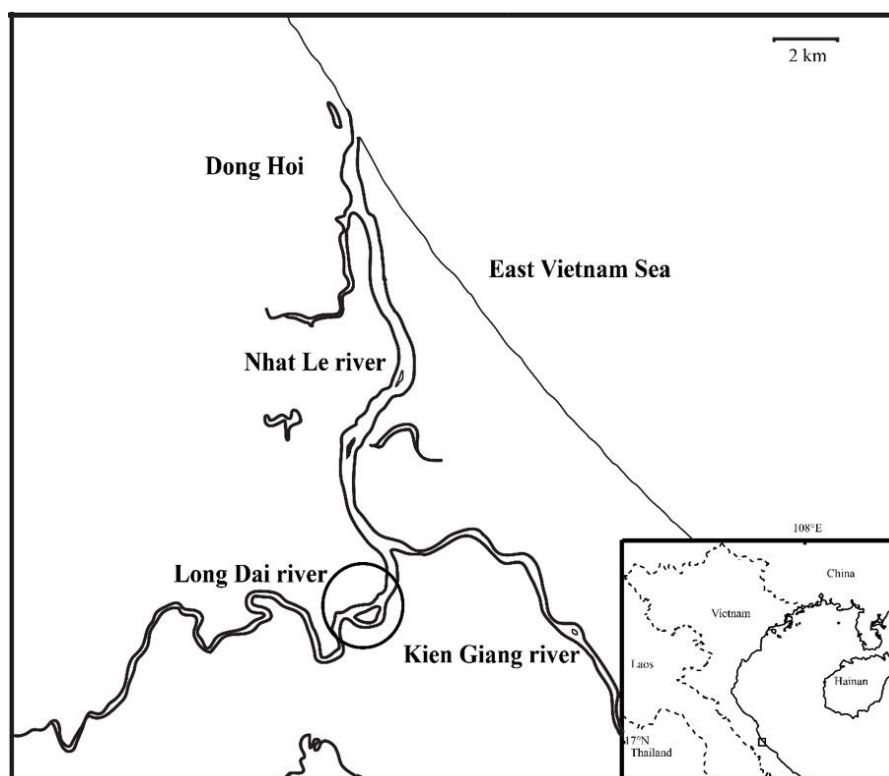 2 km
Dong Hoi
East Vietnam Sea
Nhat Le river
Long Dai river
Kien Giang river
108°E
China
Vietnam
Laos
Hainan
17°N
Thailand